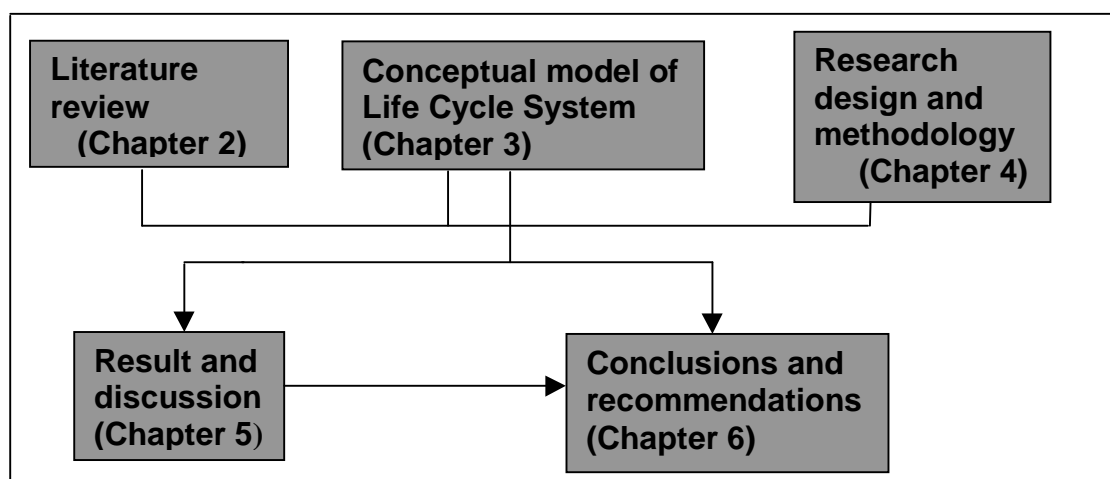 Literature
review
(Chapter 2)
Conceptual model of
Life Cycle System
(Chapter 3)
Research
design and
methodology
(Chapter 4)
Result and
discussion
(Chapter 5)
Conclusions and
recommendations
(Chapter 6)